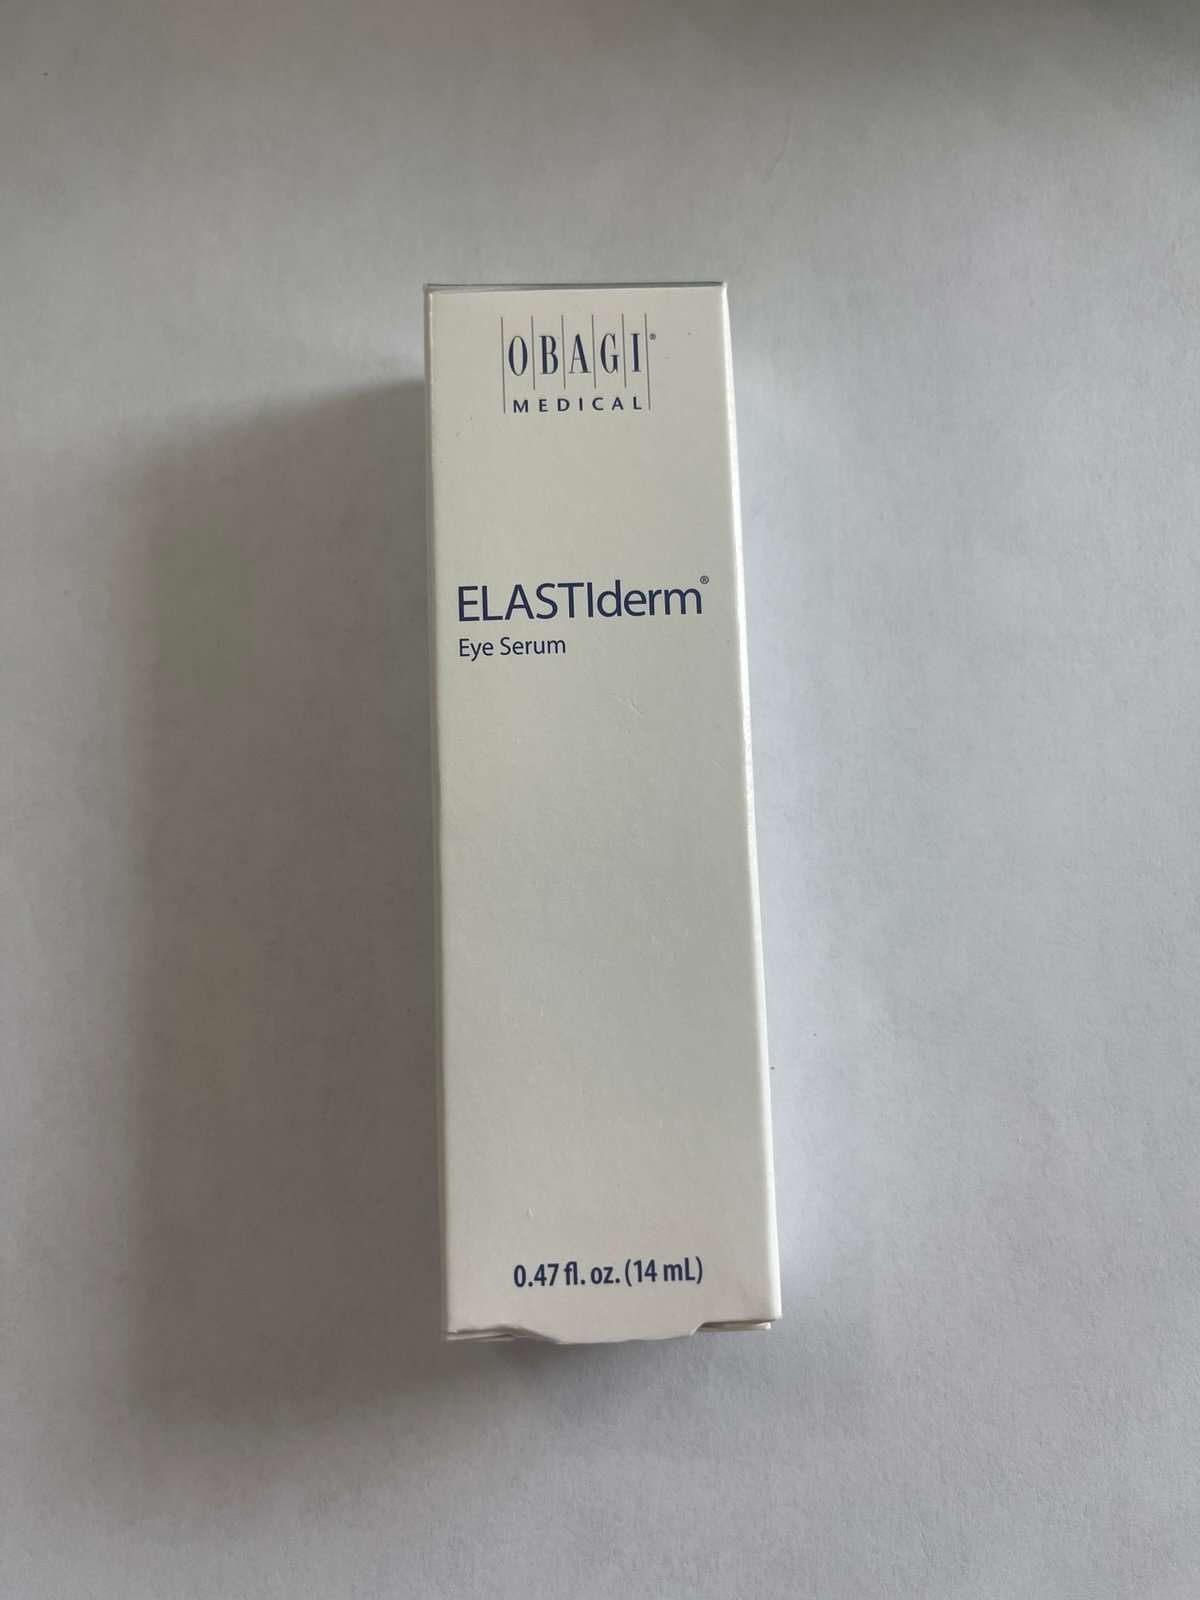 OBAGI®
MEDICAL
ELASTIderm®
Eye Serum
0.47 fl. oz. (14 mL)